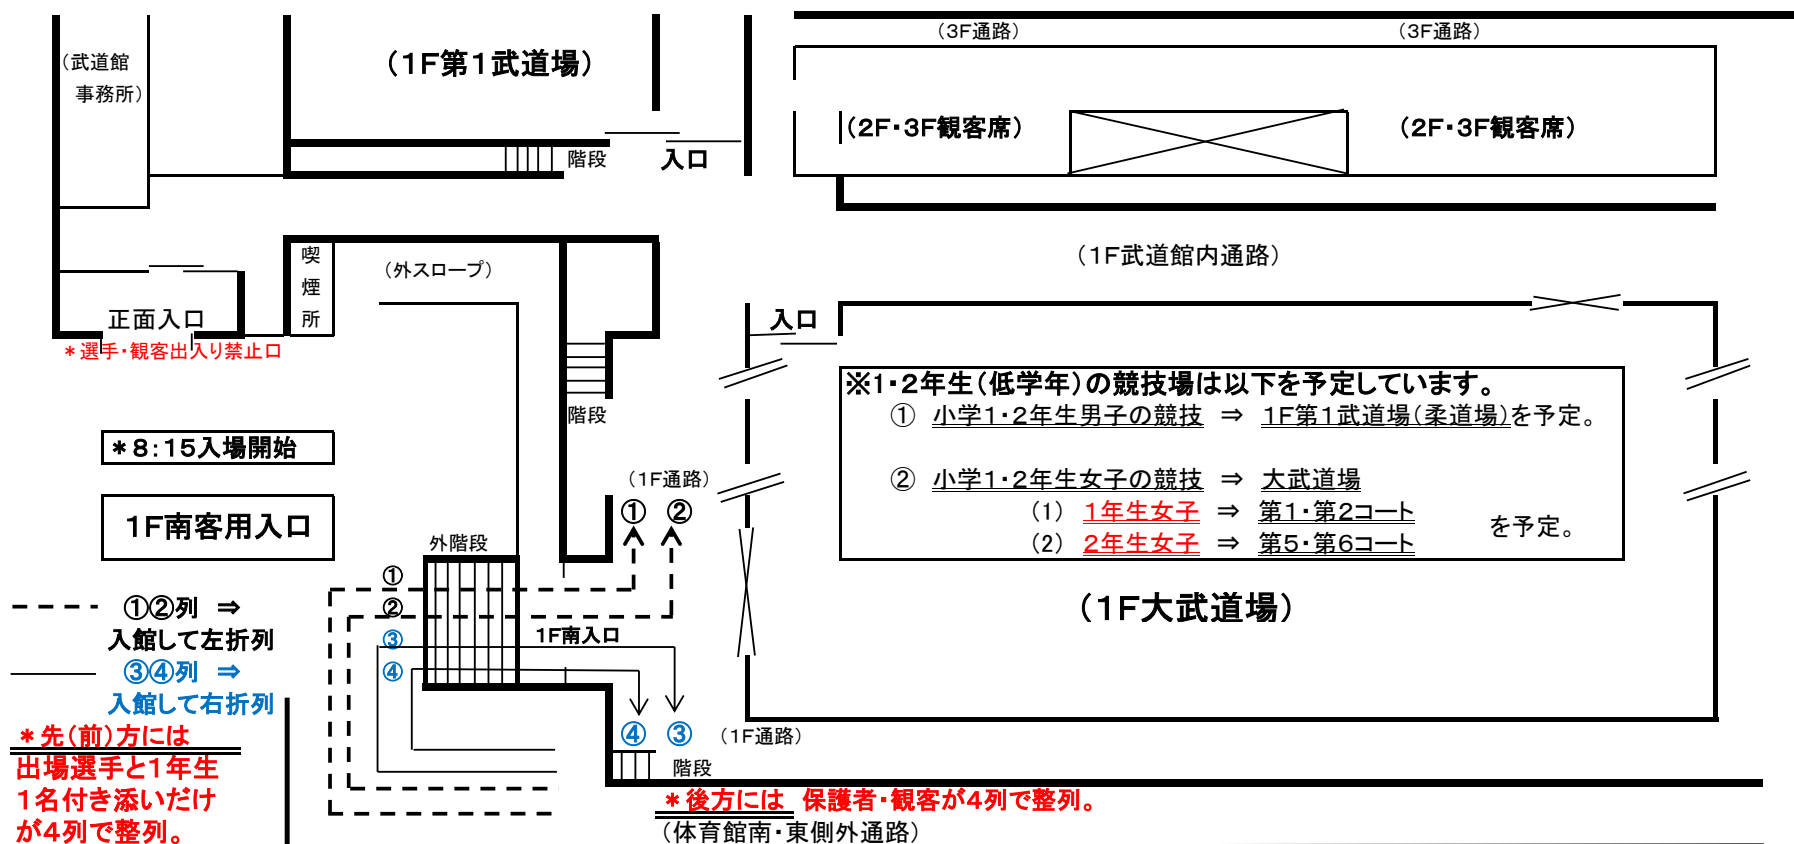 (3F通路)
(3F通路)
(武道館
事務所)
(1F第1武道場)
(2F・3F観客席)
(2F・3F観客席)
階段
入口
喫
煙
所
(外スロープ)
(1F武道館内通路)
正面入口
*選手・観客出入り禁止口
入口
※1・2年生(低学年)の競技場は以下を予定しています。
① 小学1・2年生男子の競技 ⇒ 1F第1武道場(柔道場)を予定。
② 小学1・2年生女子の競技 ⇒ 大武道場
(1) 1年生女子 ⇒ 第1・第2コート
(2) 2年生女子 ⇒ 第5・第6コート
を予定。
階段
*8:15入場開始
(1F通路)
① ②
1F南客用入口
外階段
①
②
③
④
1F南入口
(1F大武道場)
①②列 ⇒
入館して左折列
③④列 ⇒
入館して右折列
④ ③
(1F通路)
階段
*先(前)方には
出場選手と1年生
1名付き添いだけ
が4列で整列。
*後方には 保護者・観客が4列で整列。
(体育館南・東側外通路)